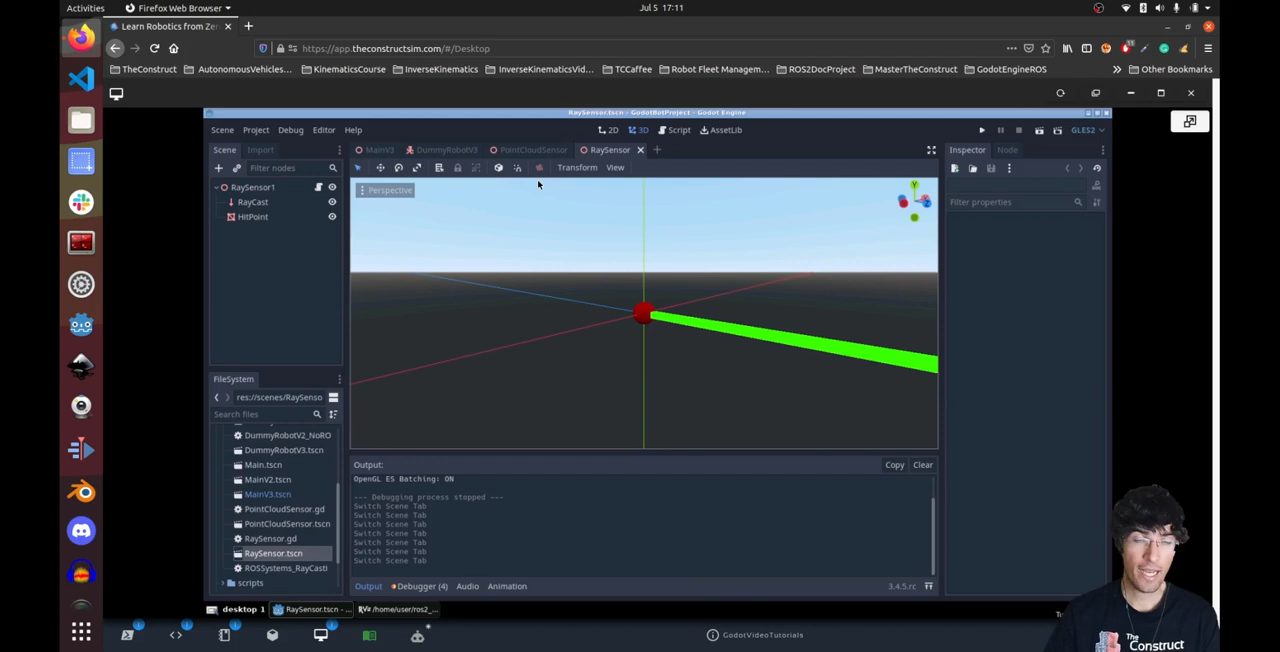 Activities
Firefox Web Browser
Jul 5 17:11
Learn Robotics from Zer
https://app.theconstructsim.com/#/Desktop
11
TheConstruct
AutonomousVehicles…
KinematicsCourse
InverseKinematics
InverseKinematicsVid…
TCCaffee
Robot Fleet Managem…
ROS2DocProject
MasterTheConstruct
GodotEngineROS
Other Bookmarks
RaySensor.tscn - GodotBotProject - Godot Engine
Scene Project Debug Editor Help
2D 3D Script AssetLib
GLES2
Scene Import
MainV3 DummyRobotV3 PointCloudSensor RaySensor
Inspector Node
Filter nodes
Transform View
RaySensor1
RayCast
HitPoint
Perspective
Y
Z
Filter properties
FileSystem
res://scenes/RaySenso
Search files
DummyRobotV2_NoRO
DummyRobotV3.tscn
Main.tscn
MainV2.tscn
MainV3.tscn
PointCloudSensor.gd
PointCloudSensor.tscn
RaySensor.gd
RaySensor.tscn
ROSSystems_RayCasti
scripts
Output:
Copy Clear
OpenGL ES Batching: ON
--- Debugging process stopped ---
Switch Scene Tab
Switch Scene Tab
Switch Scene Tab
Switch Scene Tab
Switch Scene Tab
Switch Scene Tab
Switch Scene Tab
Output Debugger (4) Audio Animation
3.4.5.rc
desktop 1
RaySensor.tscn - ...
/home/user/ros2_...
GodotVideoTutorials
The
Construct